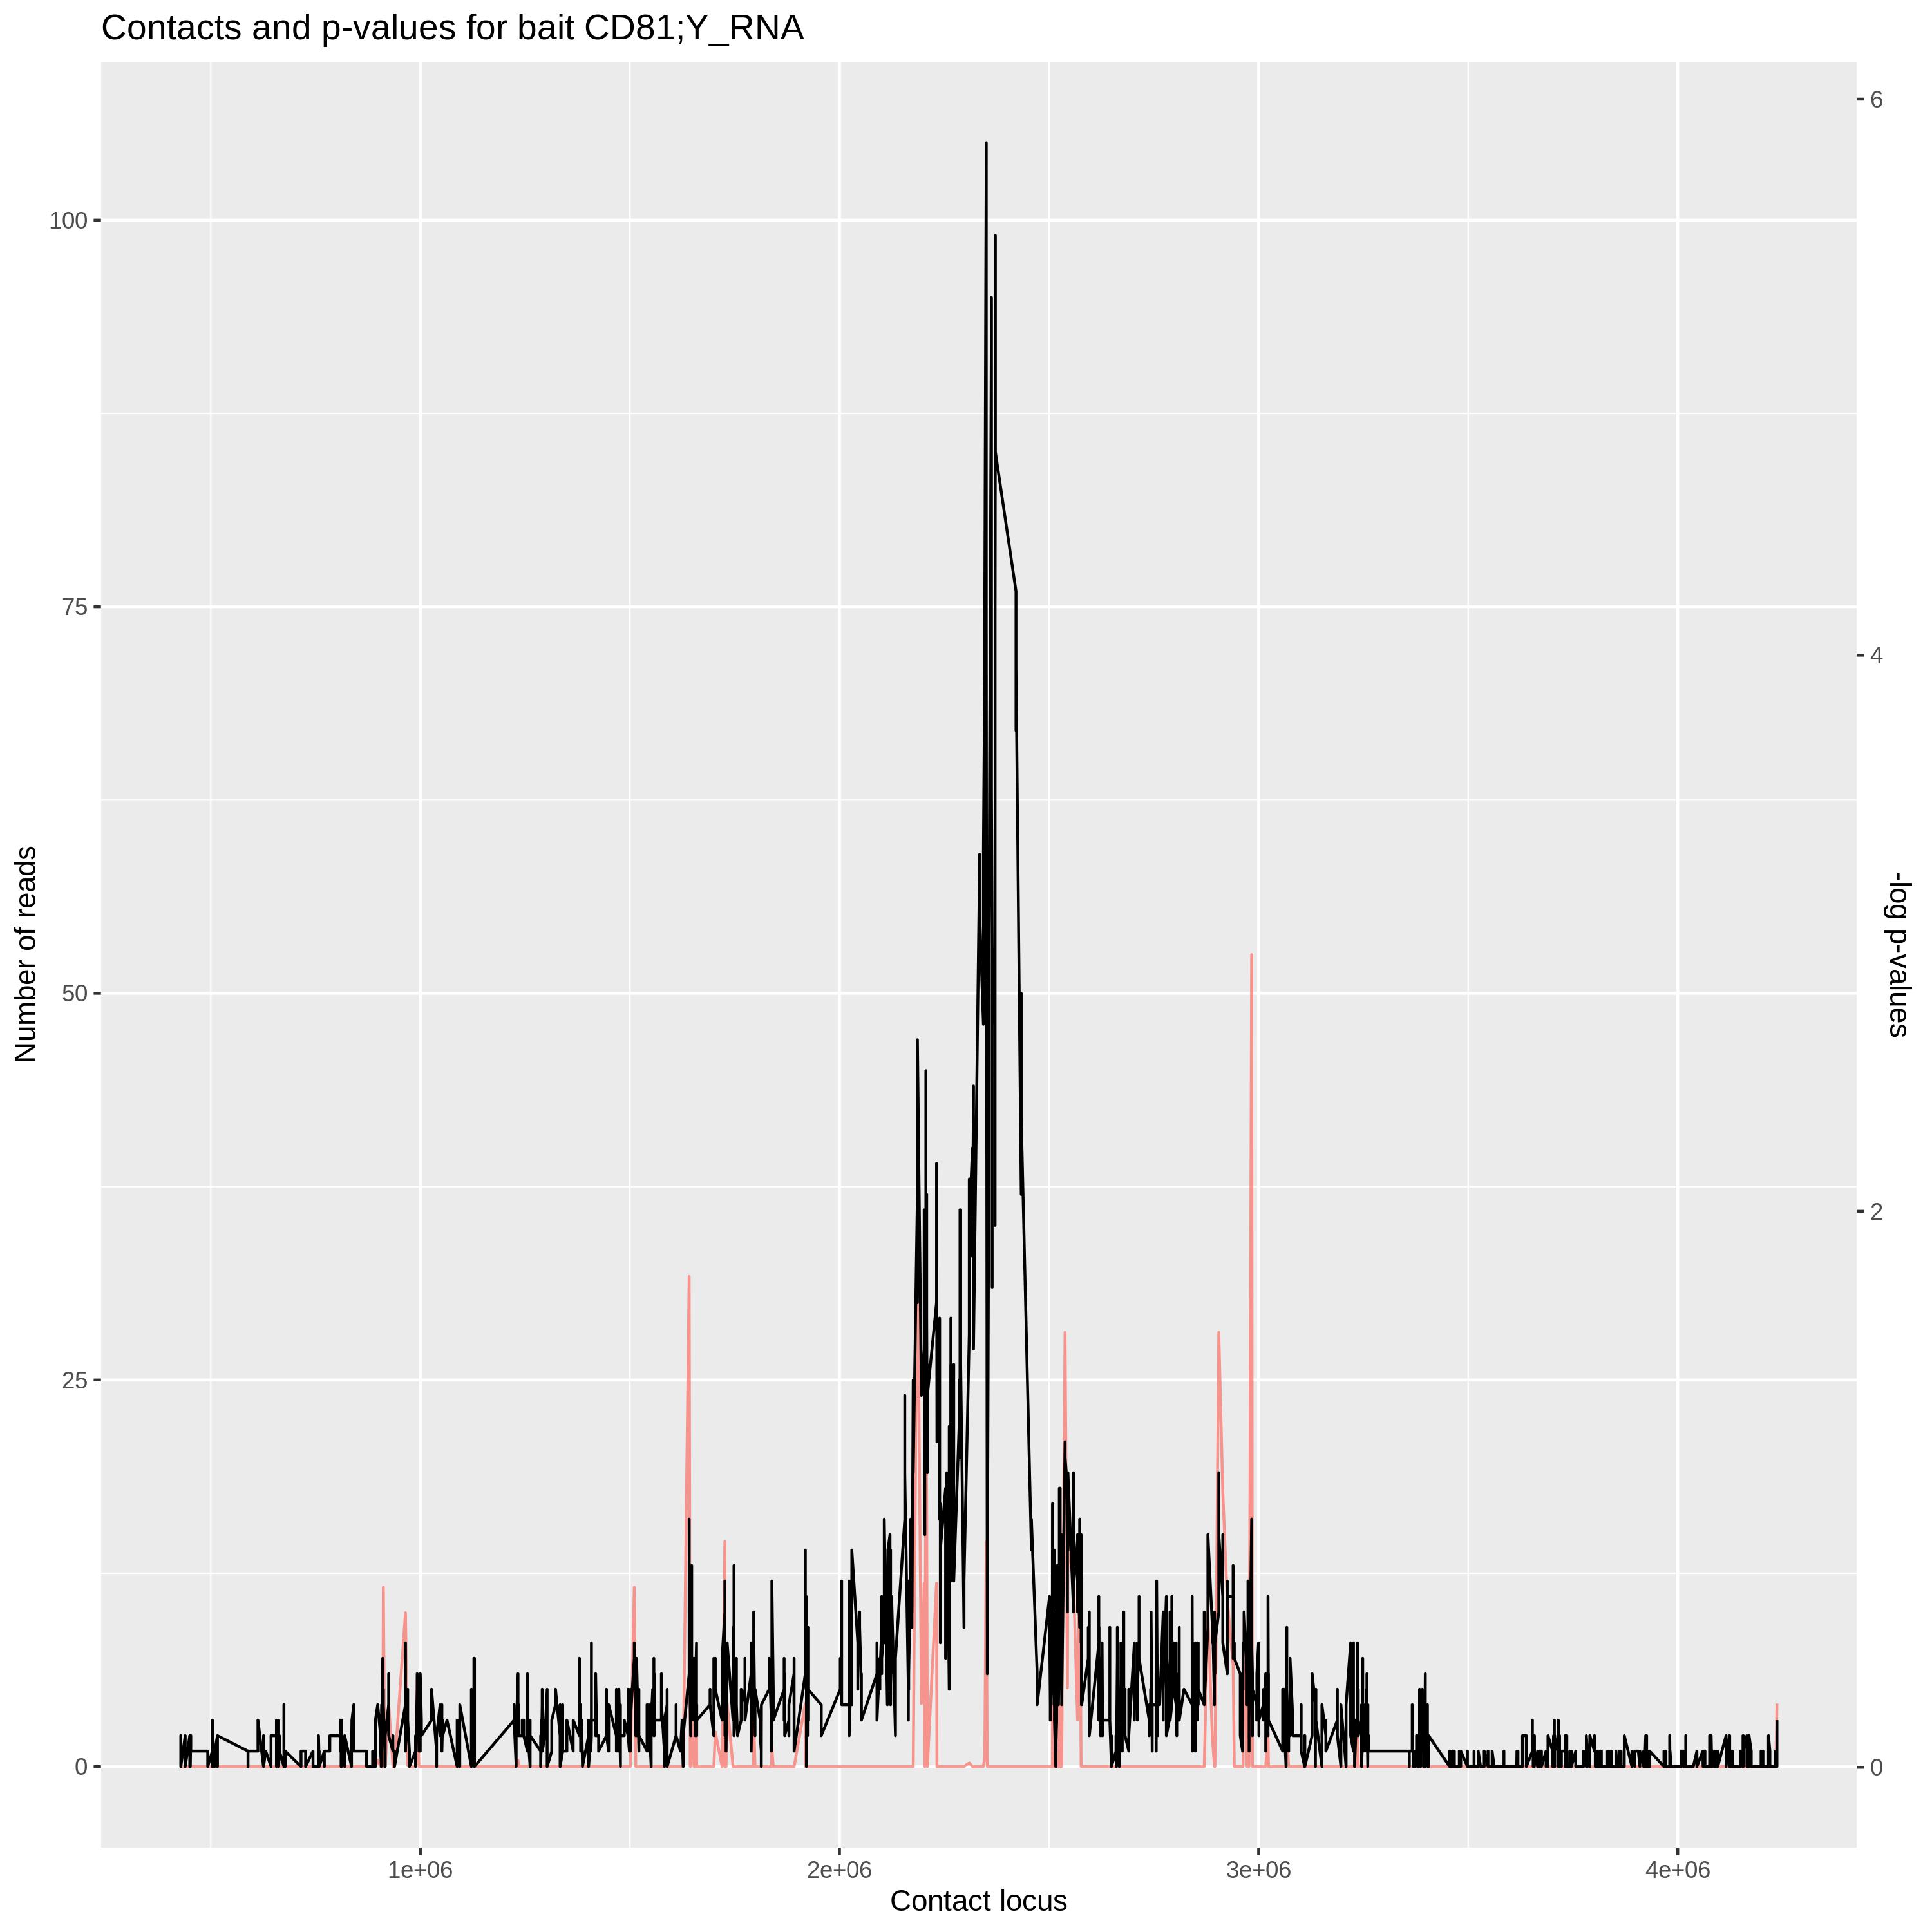 Contacts and p-values for bait CD81;Y_RNA
100
75
50
25
0
Number of reads
6
4
2
0
-log p-values
1e+06
2e+06
3e+06
4e+06
Contact locus